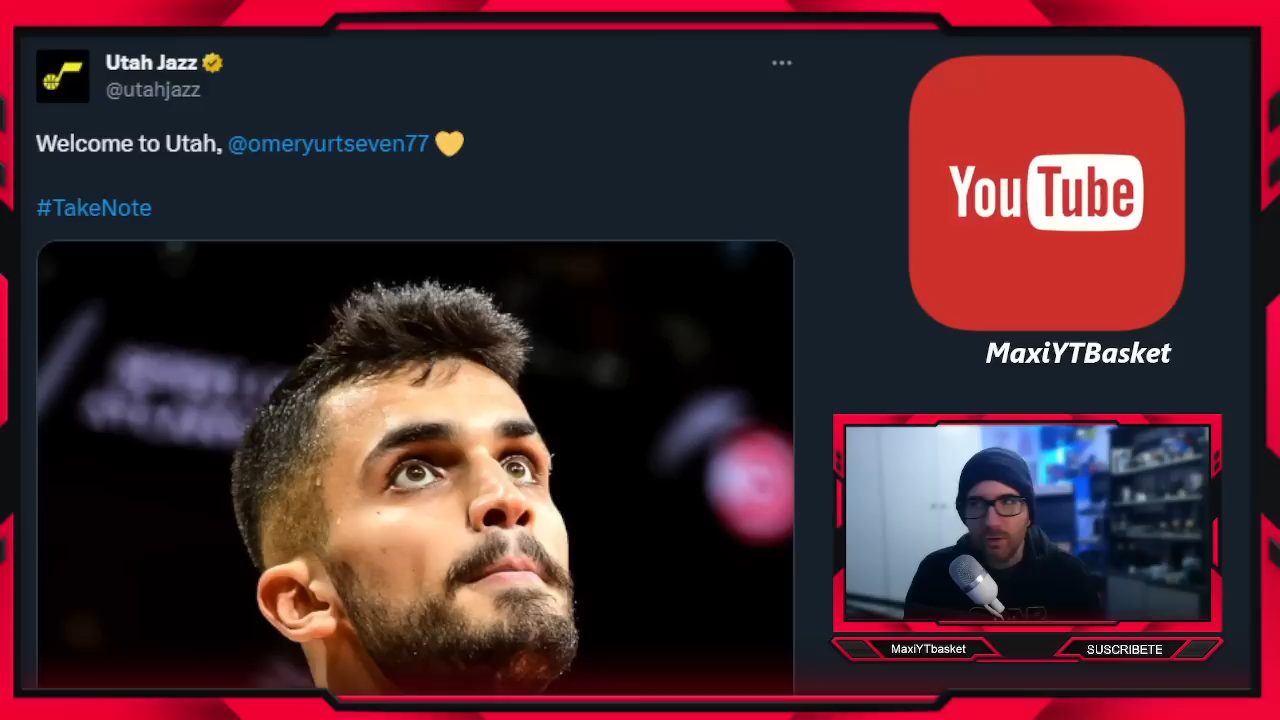 Utah Jazz
@utahjazz
Welcome to Utah, @omeryurtseven77 💛
#TakeNote
YouTube
MaxiYTBasket
MaxiYTbasket
SUSCRIBETE